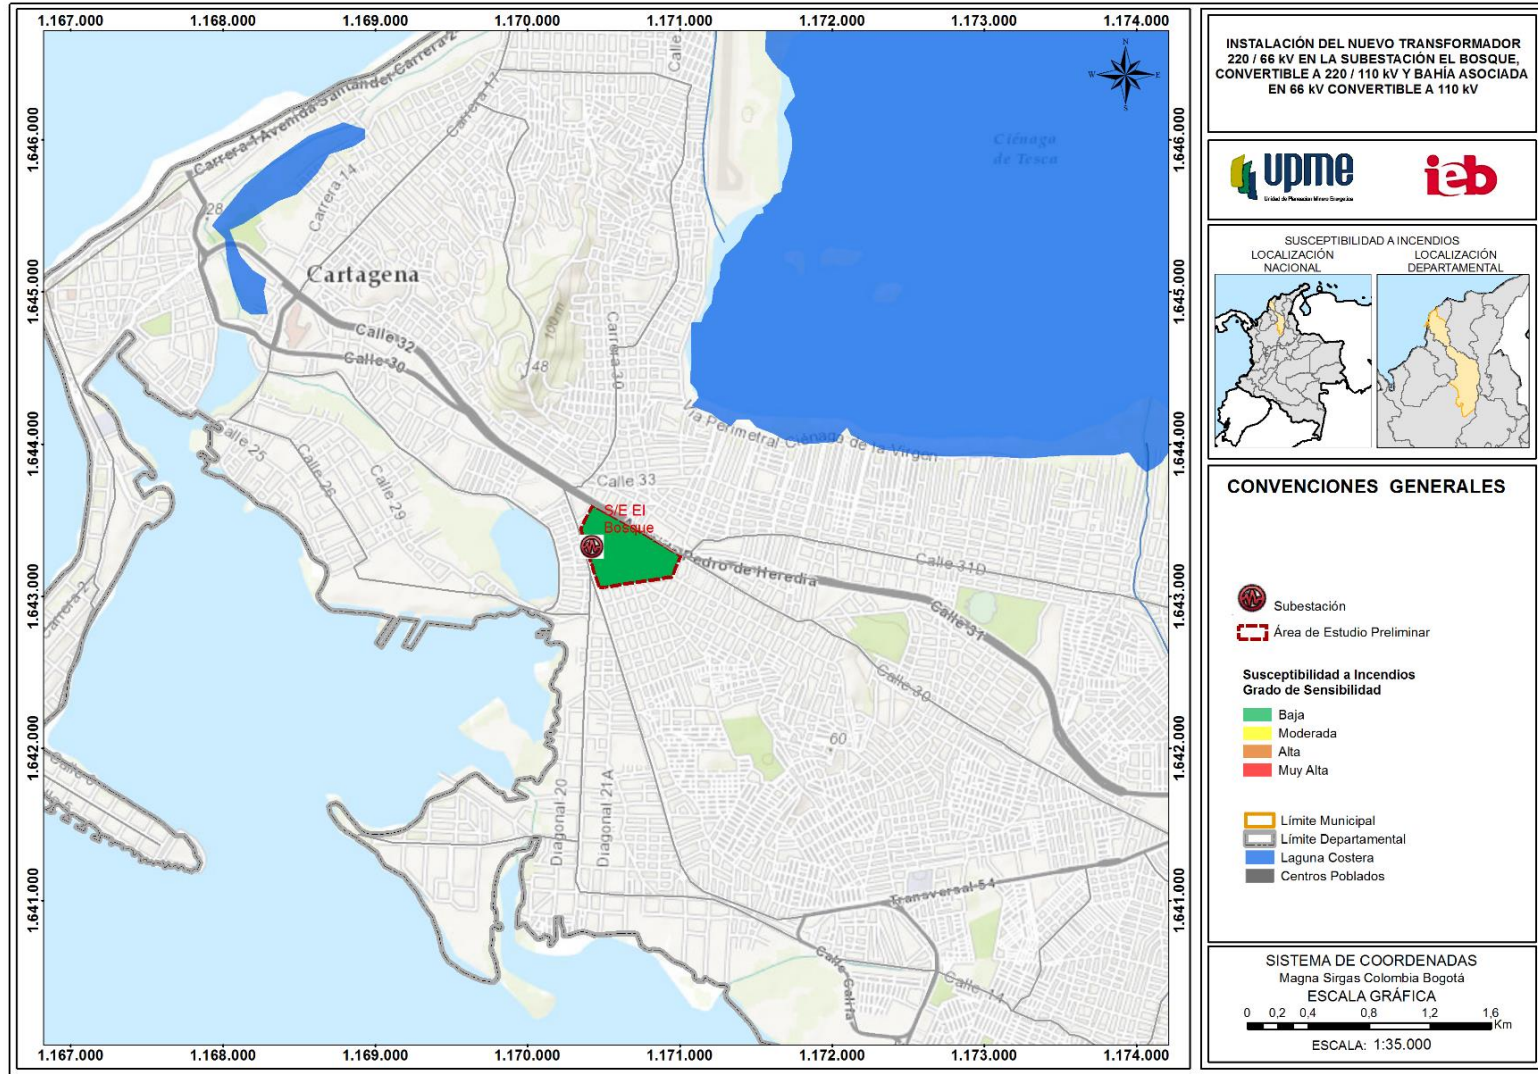 1.167.000
1.168.000
1.169.000
1.170.000
1.171.000
1.172.000
1.173.000
1.174.000
1.646.000
1.645.000
1.644.000
1.643.000
1.642.000
1.641.000
1.646.000
1.645.000
1.644.000
1.643.000
1.642.000
1.641.000
1.167.000
1.168.000
1.169.000
1.170.000
1.171.000
1.172.000
1.173.000
1.174.000
N
W
E
S
Carrera 1 Avenida Santander Carrera 2
Carrera 17
Calle
Ciénaga
de Tesca
Carrera 14
28
Cartagena
100 m
Carrera 30
Calle 32
Calle 30
148
Vía Perimetral Ciénaga de la Virgen
Calle 25
Calle 26
Calle 29
Calle 33
S/E El
Bosque
Pedro de Heredia
Calle 31D
Calle 31
Calle 30
Carrera 2
60
Diagonal 20
Diagonal 21A
Transversal 54
Calle Galita
Calle 14
INSTALACIÓN DEL NUEVO TRANSFORMADOR
220 / 66 kV EN LA SUBESTACIÓN EL BOSQUE,
CONVERTIBLE A 220 / 110 kV Y BAHÍA ASOCIADA
EN 66 kV CONVERTIBLE A 110 kV
upme
Unidad de Planeación Minero Energética
ieb
SUSCEPTIBILIDAD A INCENDIOS
LOCALIZACIÓN
NACIONAL
LOCALIZACIÓN
DEPARTAMENTAL
CONVENCIONES GENERALES
Subestación
Área de Estudio Preliminar
Susceptibilidad a Incendios
Grado de Sensibilidad
Baja
Moderada
Alta
Muy Alta
Límite Municipal
Límite Departamental
Laguna Costera
Centros Poblados
SISTEMA DE COORDENADAS
Magna Sirgas Colombia Bogotá
ESCALA GRÁFICA
0 0,2 0,4 0,8 1,2 1,6
Km
ESCALA: 1:35.000